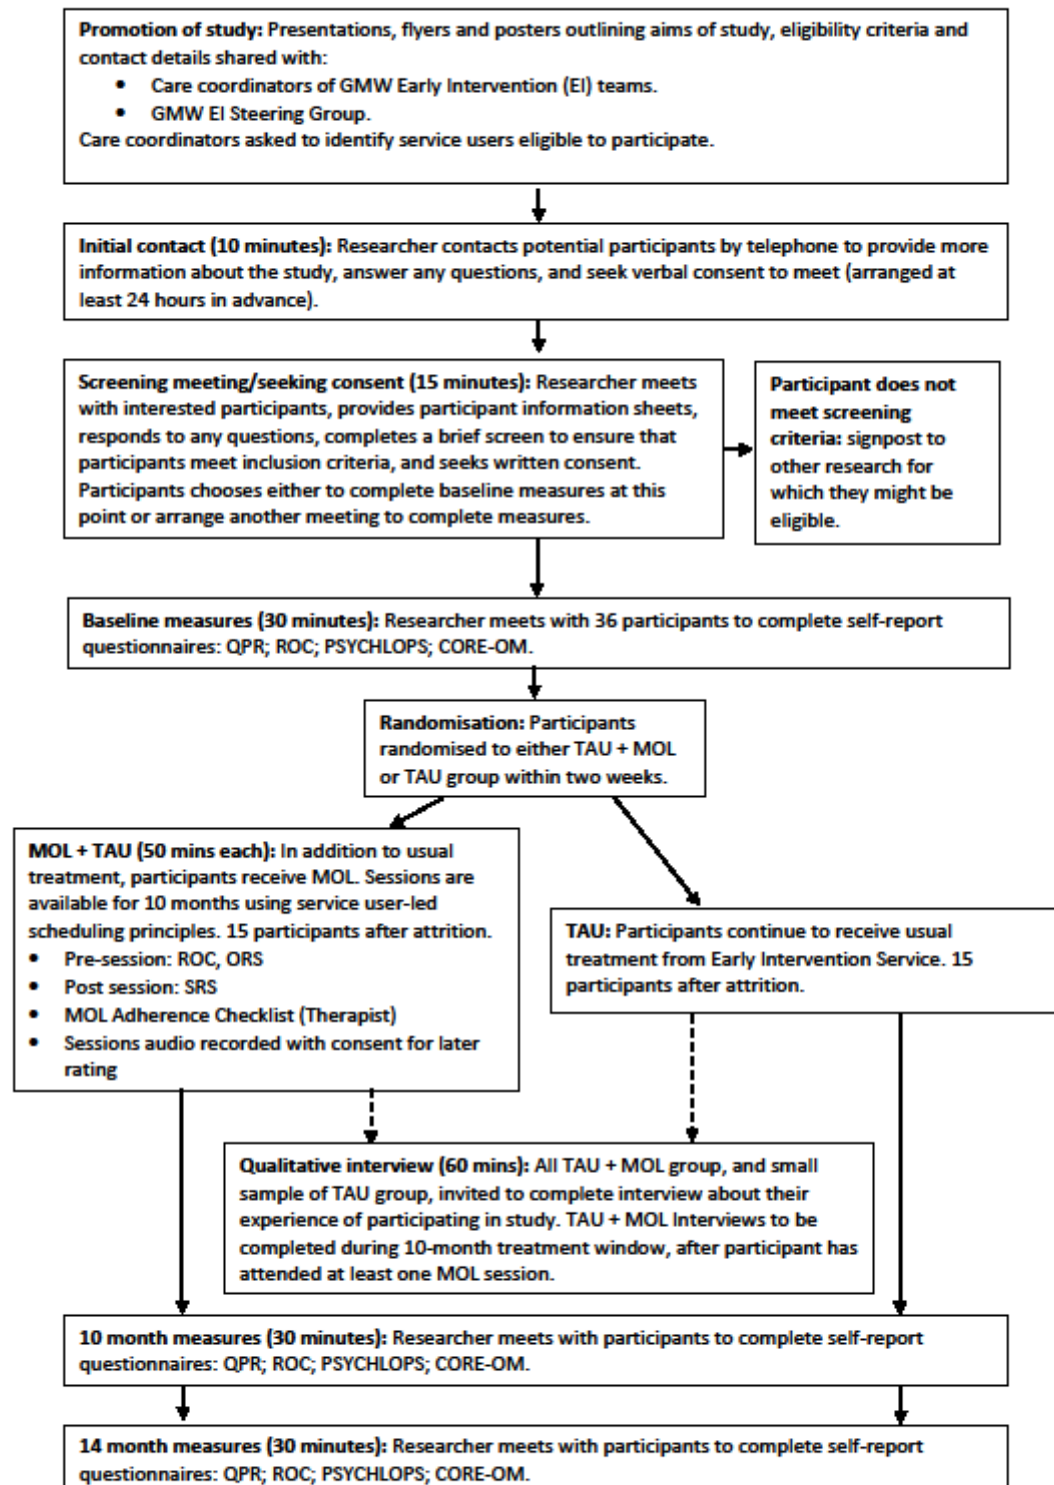 Promotion of study: Presentations, flyers and posters outlining aims of study, eligibility criteria and
contact details shared with:
• Care coordinators of GMW Early Intervention (EI) teams.
• GMW EI Steering Group.
Care coordinators asked to identify service users eligible to participate.
Initial contact (10 minutes): Researcher contacts potential participants by telephone to provide more
information about the study, answer any questions, and seek verbal consent to meet (arranged at
least 24 hours in advance).
Screening meeting/seeking consent (15 minutes): Researcher meets
with interested participants, provides participant information sheets,
responds to any questions, completes a brief screen to ensure that
participants meet inclusion criteria, and seeks written consent.
Participants chooses either to complete baseline measures at this
point or arrange another meeting to complete measures.
Participant does not
meet screening
criteria: signpost to
other research for
which they might be
eligible.
Baseline measures (30 minutes): Researcher meets with 36 participants to complete self-report
questionnaires: QPR; ROC; PSYCHLOPS; CORE-OM.
Randomisation: Participants
randomised to either TAU + MOL
or TAU group within two weeks.
MOL + TAU (50 mins each): In addition to usual
treatment, participants receive MOL. Sessions are
available for 10 months using service user-led
scheduling principles. 15 participants after attrition.
• Pre-session: ROC, ORS
• Post session: SRS
• MOL Adherence Checklist (Therapist)
• Sessions audio recorded with consent for later
rating
TAU: Participants continue to receive usual
treatment from Early Intervention Service. 15
participants after attrition.
Qualitative interview (60 mins): All TAU + MOL group, and small
sample of TAU group, invited to complete interview about their
experience of participating in study. TAU + MOL Interviews to be
completed during 10-month treatment window, after participant has
attended at least one MOL session.
10 month measures (30 minutes): Researcher meets with participants to complete self-report
questionnaires: QPR; ROC; PSYCHLOPS; CORE-OM.
14 month measures (30 minutes): Researcher meets with participants to complete self-report
questionnaires: QPR; ROC; PSYCHLOPS; CORE-OM.